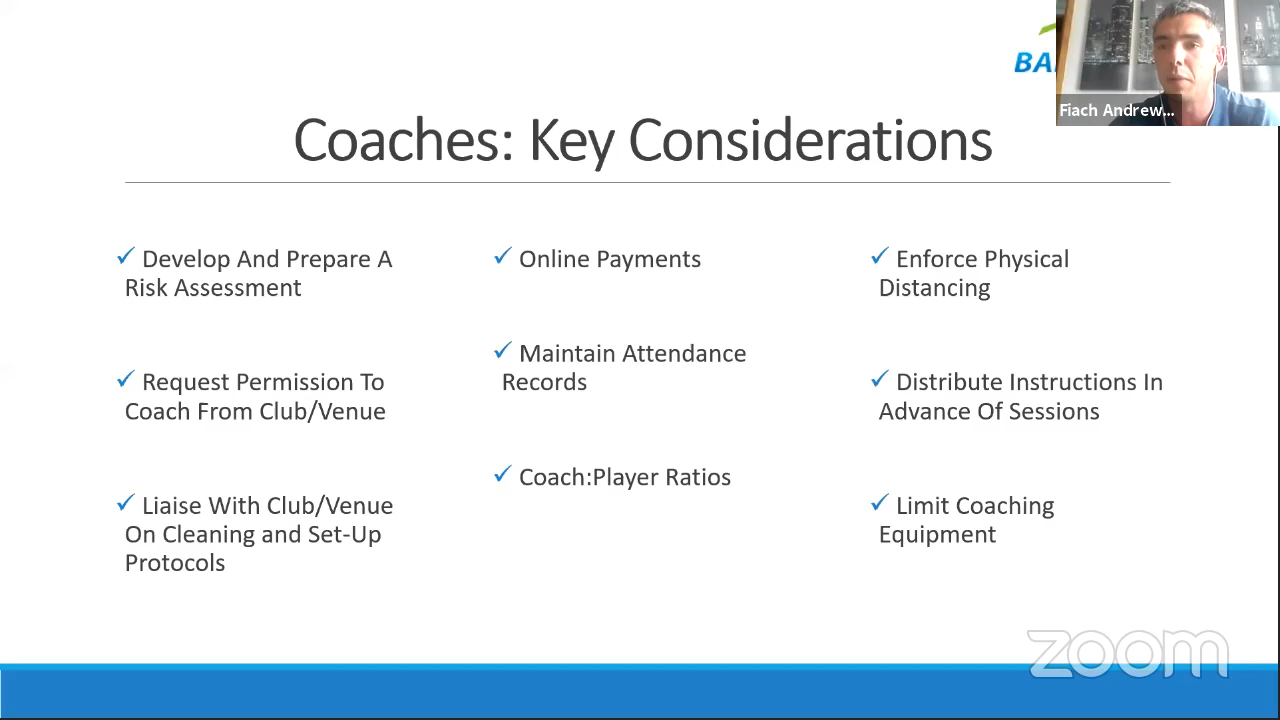 BA
Fiach Andrew...
Coaches: Key Considerations
✓ Develop And Prepare A
Risk Assessment
✓ Request Permission To
Coach From Club/Venue
✓ Liaise With Club/Venue
On Cleaning and Set-Up
Protocols
✓ Online Payments
✓ Maintain Attendance
Records
✓ Coach:Player Ratios
✓ Enforce Physical
Distancing
✓ Distribute Instructions In
Advance Of Sessions
✓ Limit Coaching
Equipment
zoom